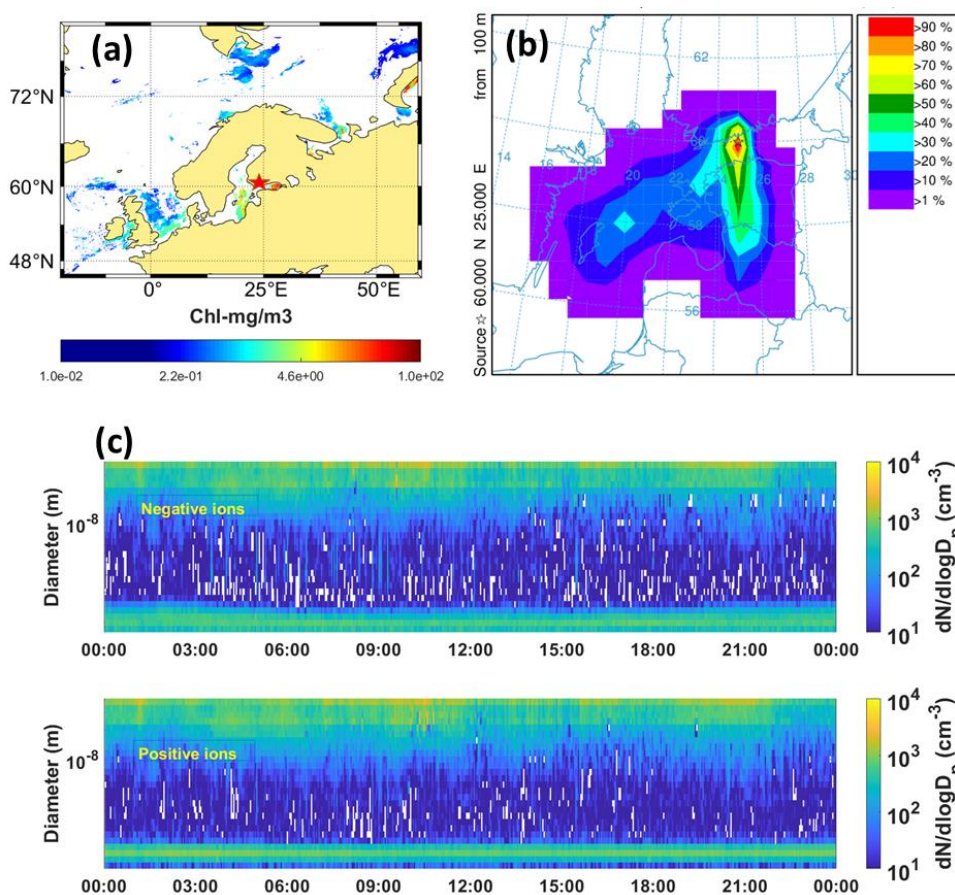 (a)
72°N
60°N
48°N
0° 25°E 50°E
Chl-mg/m3
1.0e-02 2.2e-01 4.6e+00 1.0e+02
(b)
Source ☆ 60.000 N 25.000 E from 100 m
62
14 16 18 20 22 24 26 28 30
60
58
56
>90 %
>80 %
>70 %
>60 %
>50 %
>40 %
>30 %
>20 %
>10 %
>1 %
(c)
Negative ions
Diameter (m)
10-8
00:00 03:00 06:00 09:00 12:00 15:00 18:00 21:00 00:00
104
103
102
101
dN/dlogDp (cm-3)
Positive ions
Diameter (m)
10-8
00:00 03:00 06:00 09:00 12:00 15:00 18:00 21:00 00:00
104
103
102
101
dN/dlogDp (cm-3)